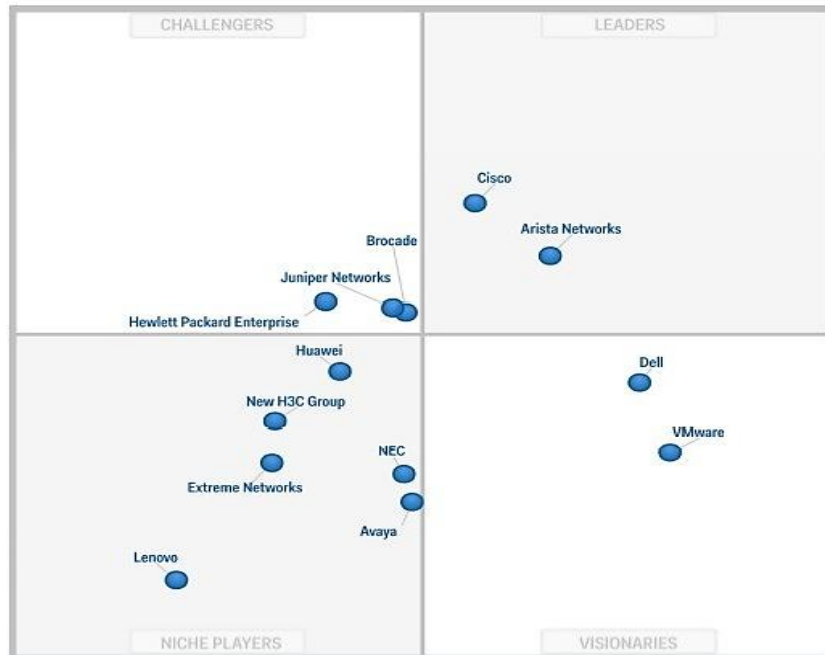 CHALLENGERS
LEADERS
Cisco
Arista Networks
Brocade
Juniper Networks
Hewlett Packard Enterprise
Huawei
New H3C Group
Extreme Networks
NEC
Avaya
Lenovo
Dell
VMware
NICHE PLAYERS
VISIONARIES